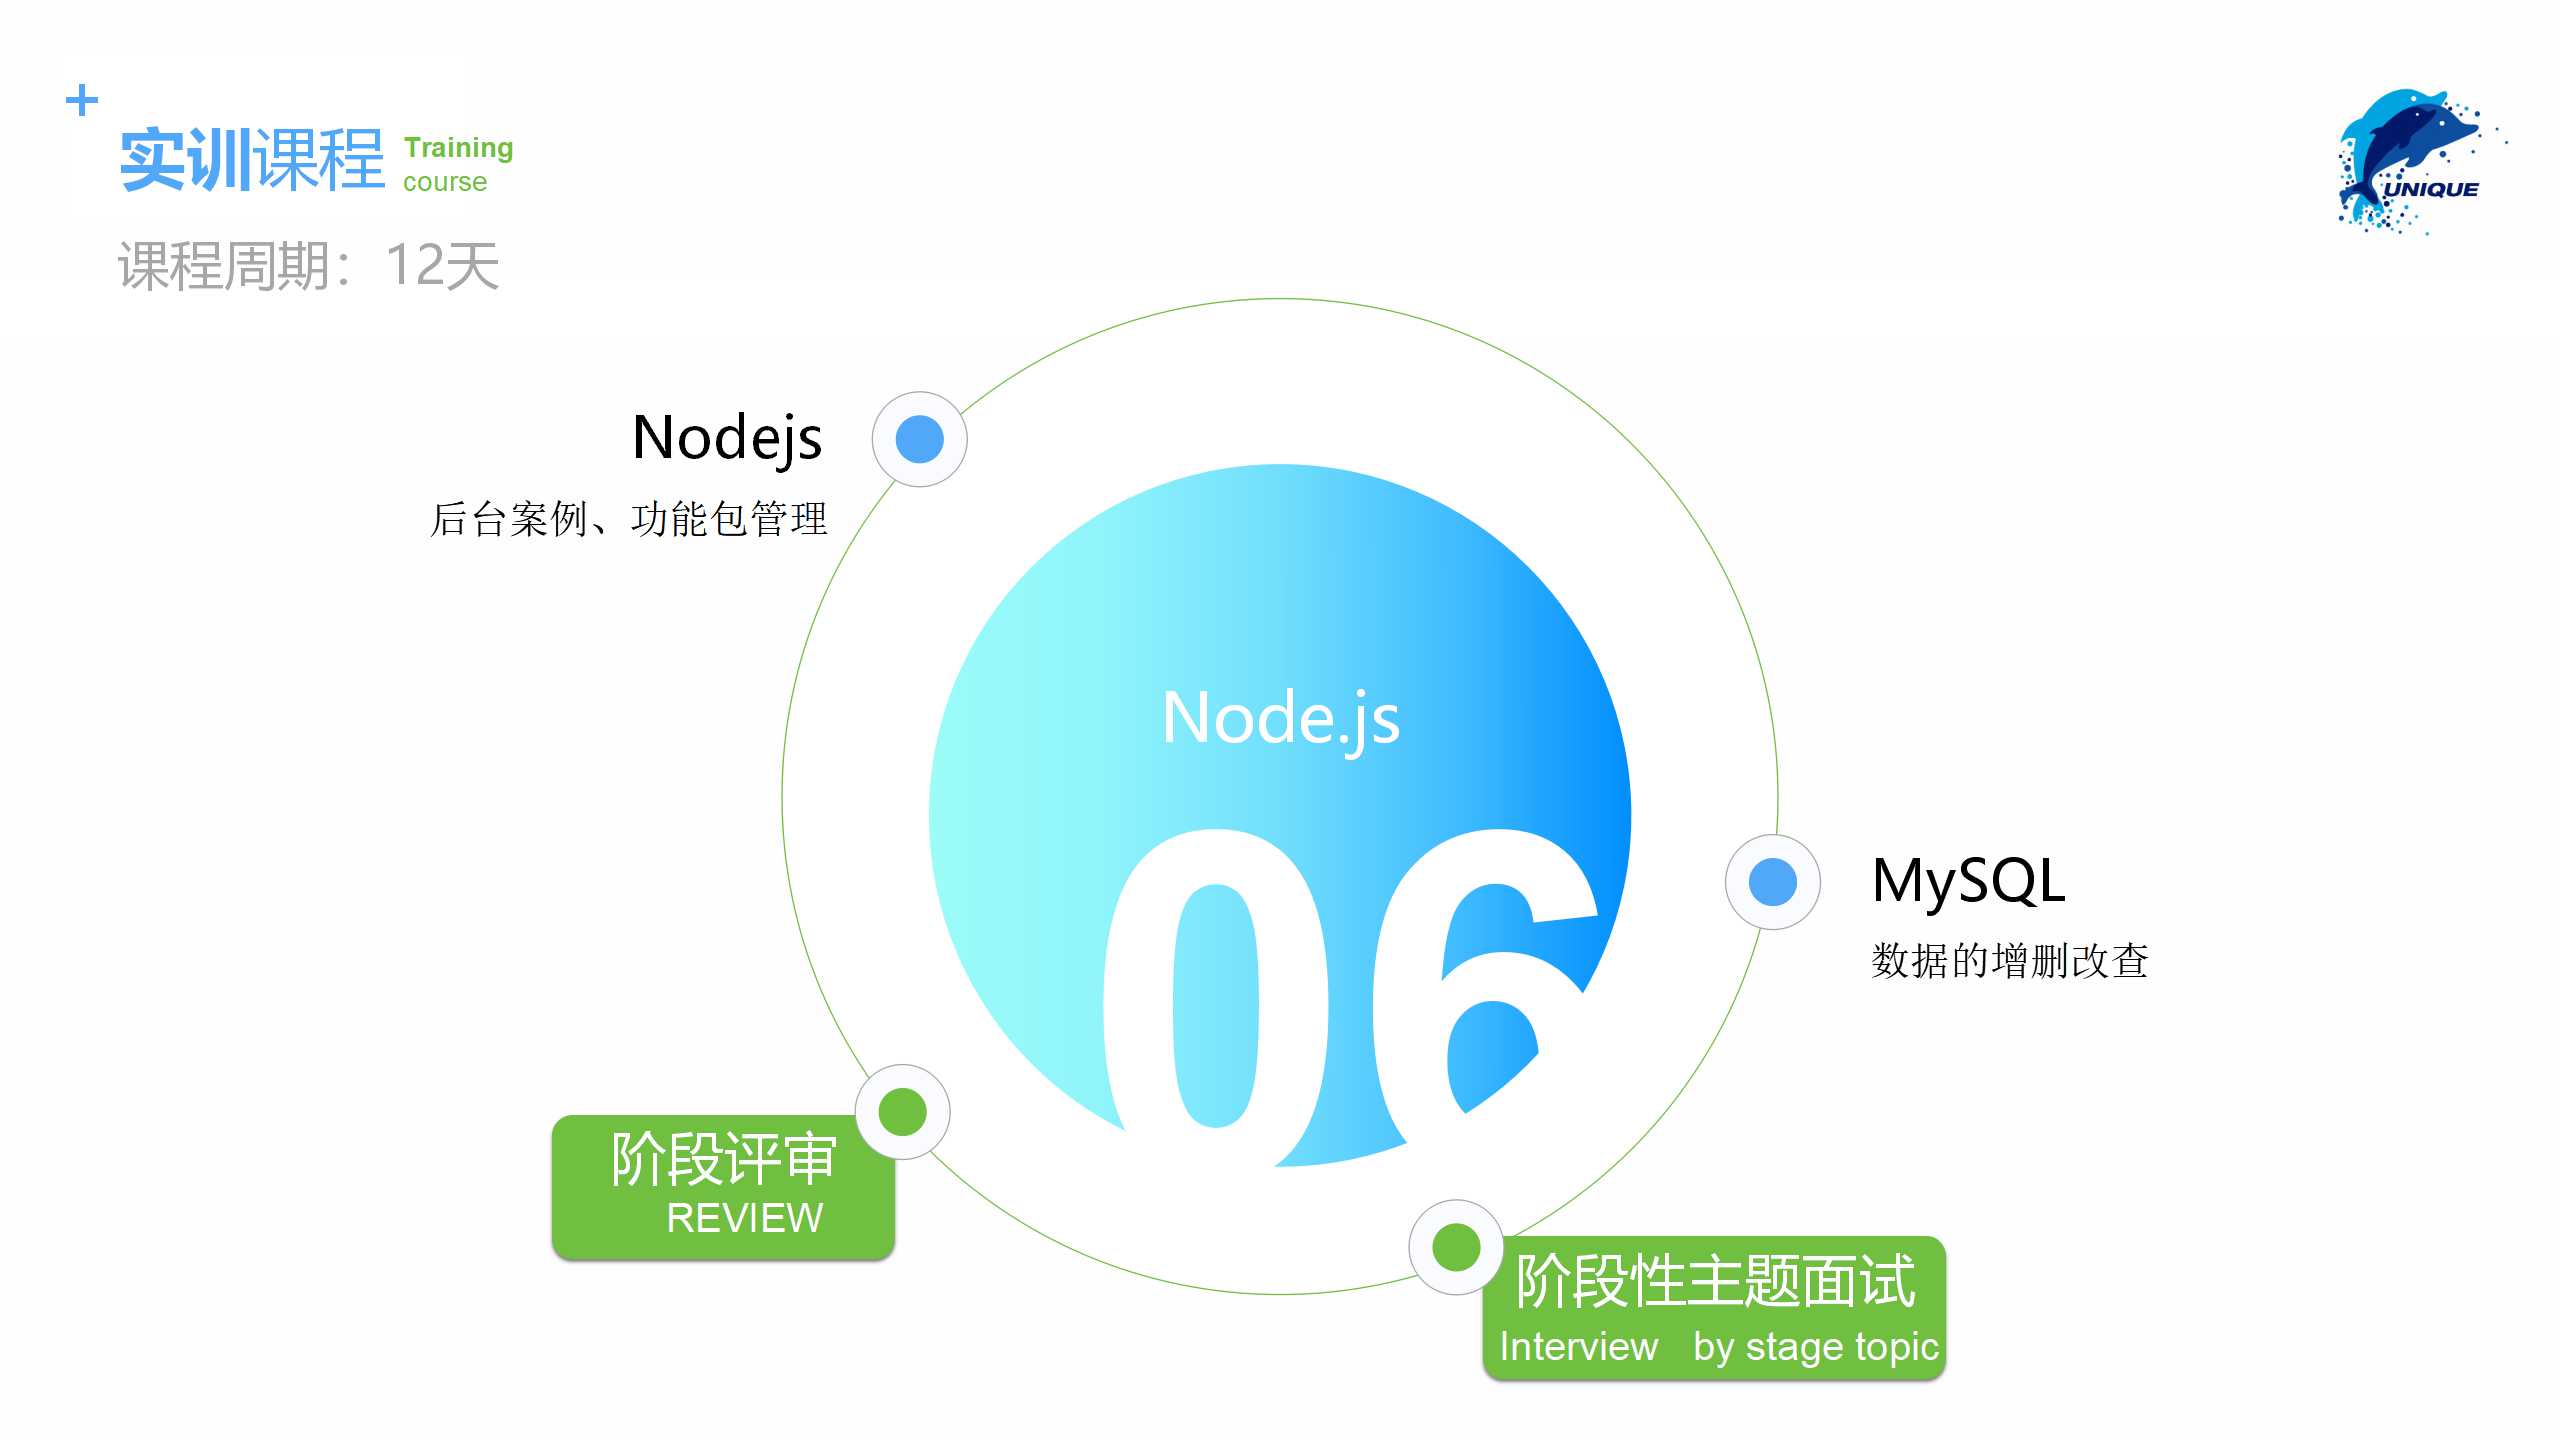 实训课程 Training
course
课程周期：12天
UNIQUE
Nodejs
后台案例、功能包管理
Node.js
06
MySQL
数据的增删改查
阶段评审
REVIEW
阶段性主题面试
Interview by stage topic